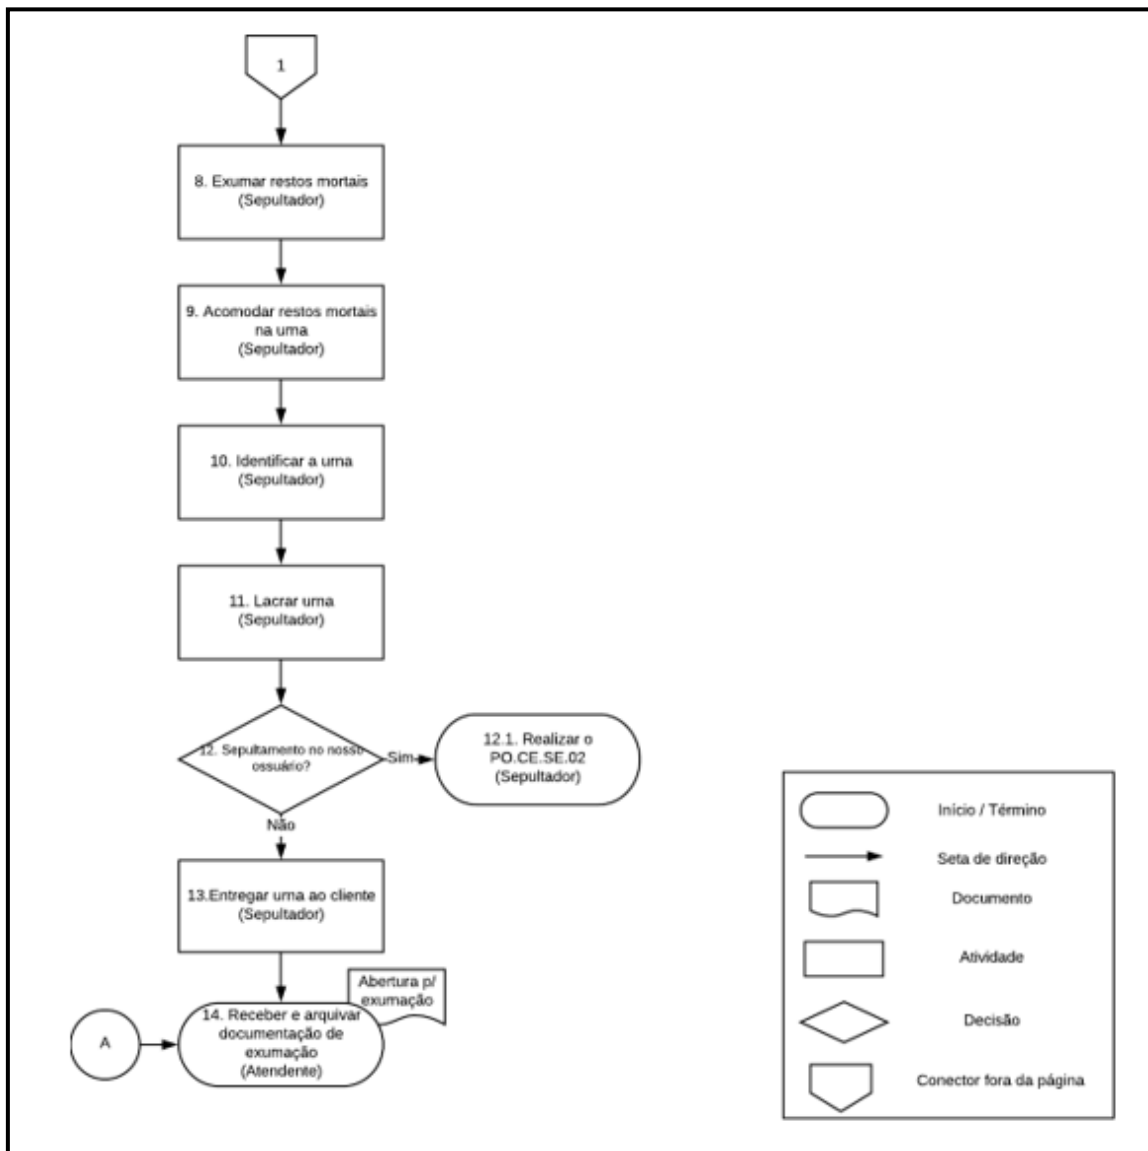 1
8. Exumar restos mortais
(Sepultador)
9. Acomodar restos mortais
na urna
(Sepultador)
10. Identificar a urna
(Sepultador)
11. Lacrar urna
(Sepultador)
12. Sepultamento no nosso
ossuário?
Sim
12.1. Realizar o
PO.CE.SE.02
(Sepultador)
Não
13.Entregar urna ao cliente
(Sepultador)
Abertura p/
exumação
14. Receber e arquivar
documentação de
exumação
(Atendente)
A
Início / Término
Seta de direção
Documento
Atividade
Decisão
Conector fora da página